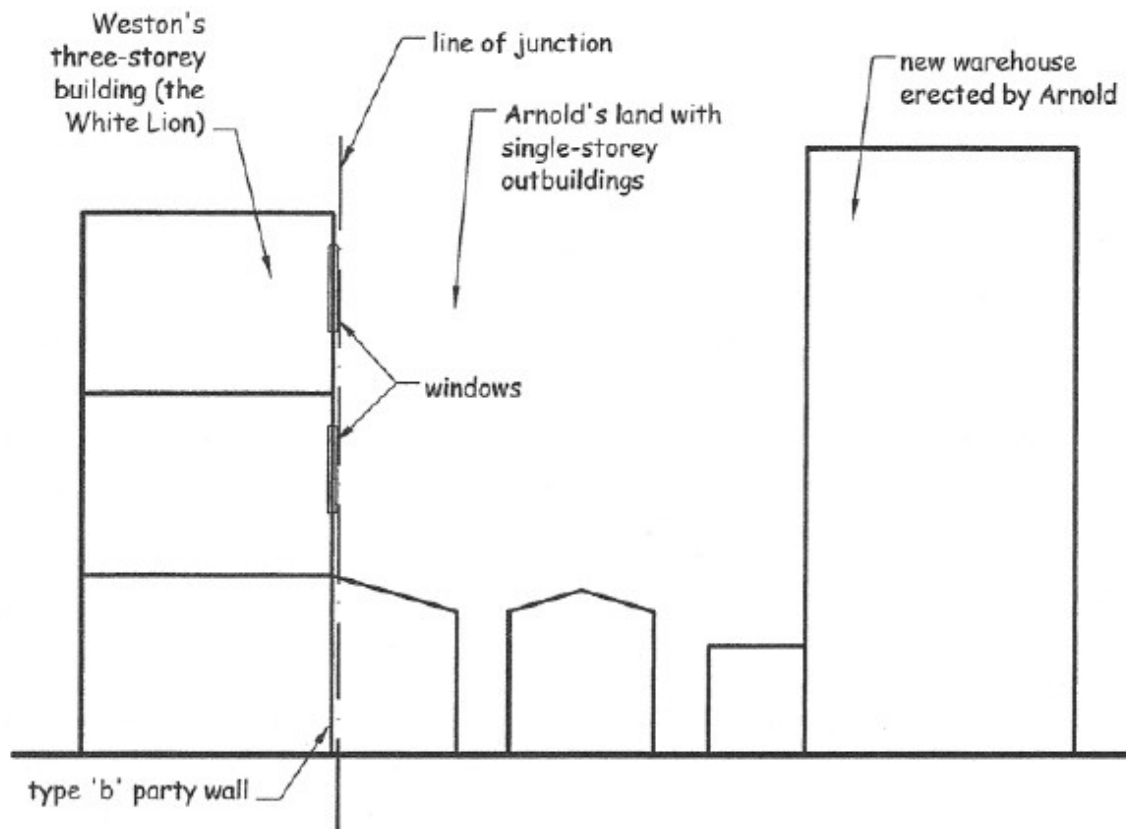 Weston's
three-storey
building (the
White Lion)
line of junction
Arnold's land with
single-storey
outbuildings
new warehouse
erected by Arnold
windows
type 'b' party wall